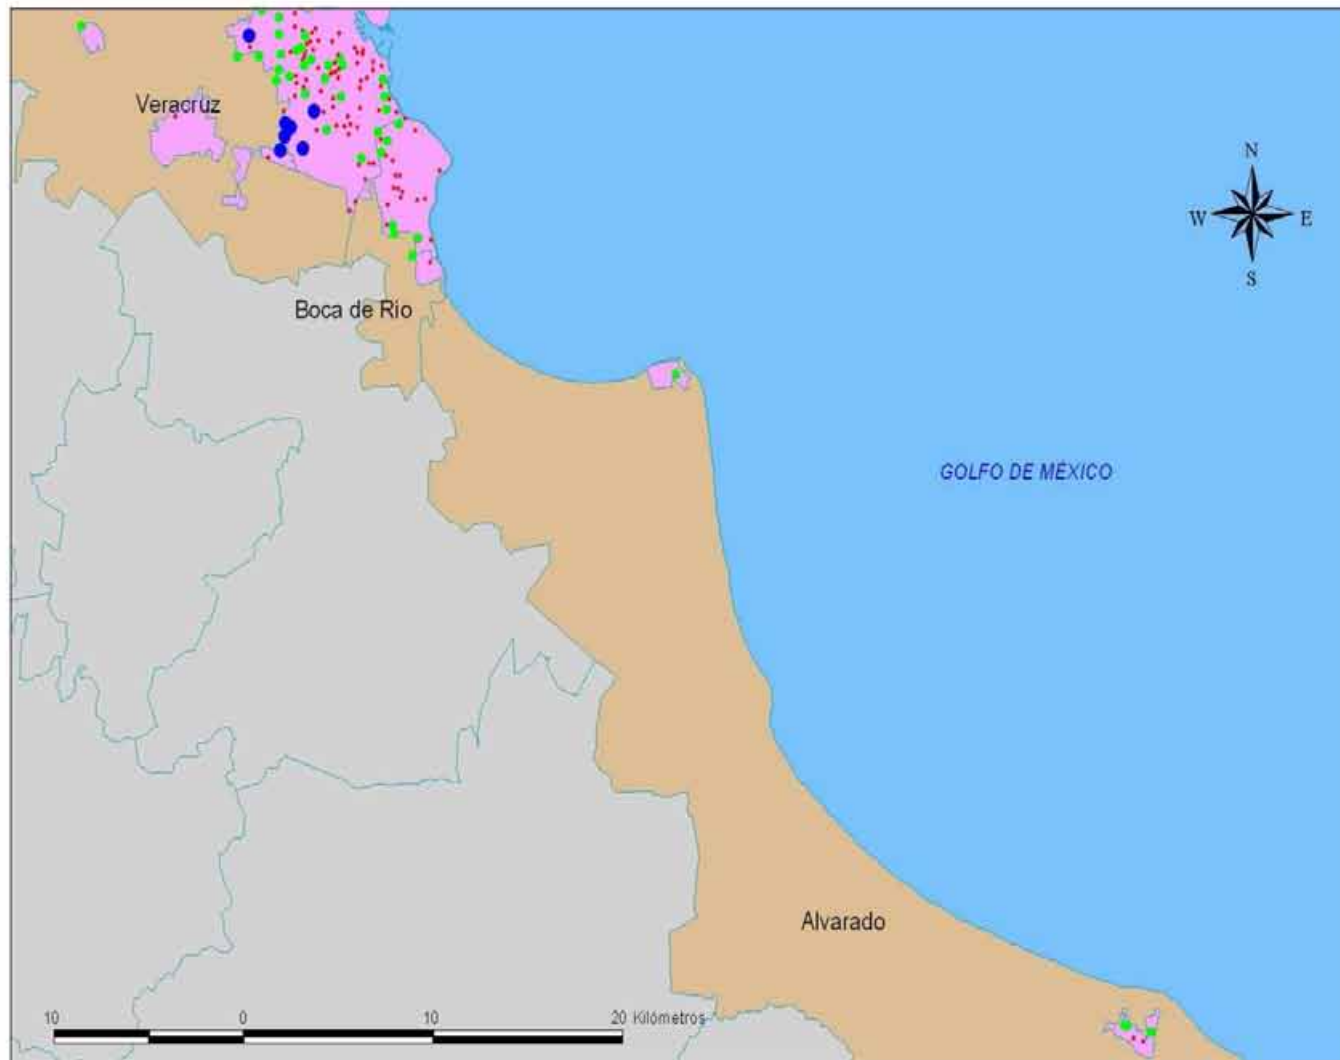 Veracruz
N
W
E
S
Boca de Río
GOLFO DE MÉXICO
Alvarado
10 0 10 20 Kilómetros